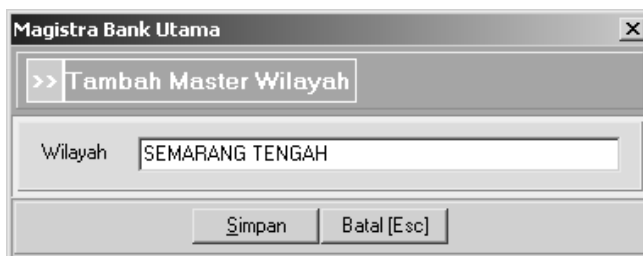 Magistra Bank Utama
>> Tambah Master Wilayah
Wilayah SEMARANG TENGAH
Simpan Batal [Esc]